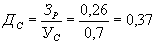 Д_С = З_Р / У_С = 0,26 / 0,7 = 0,37